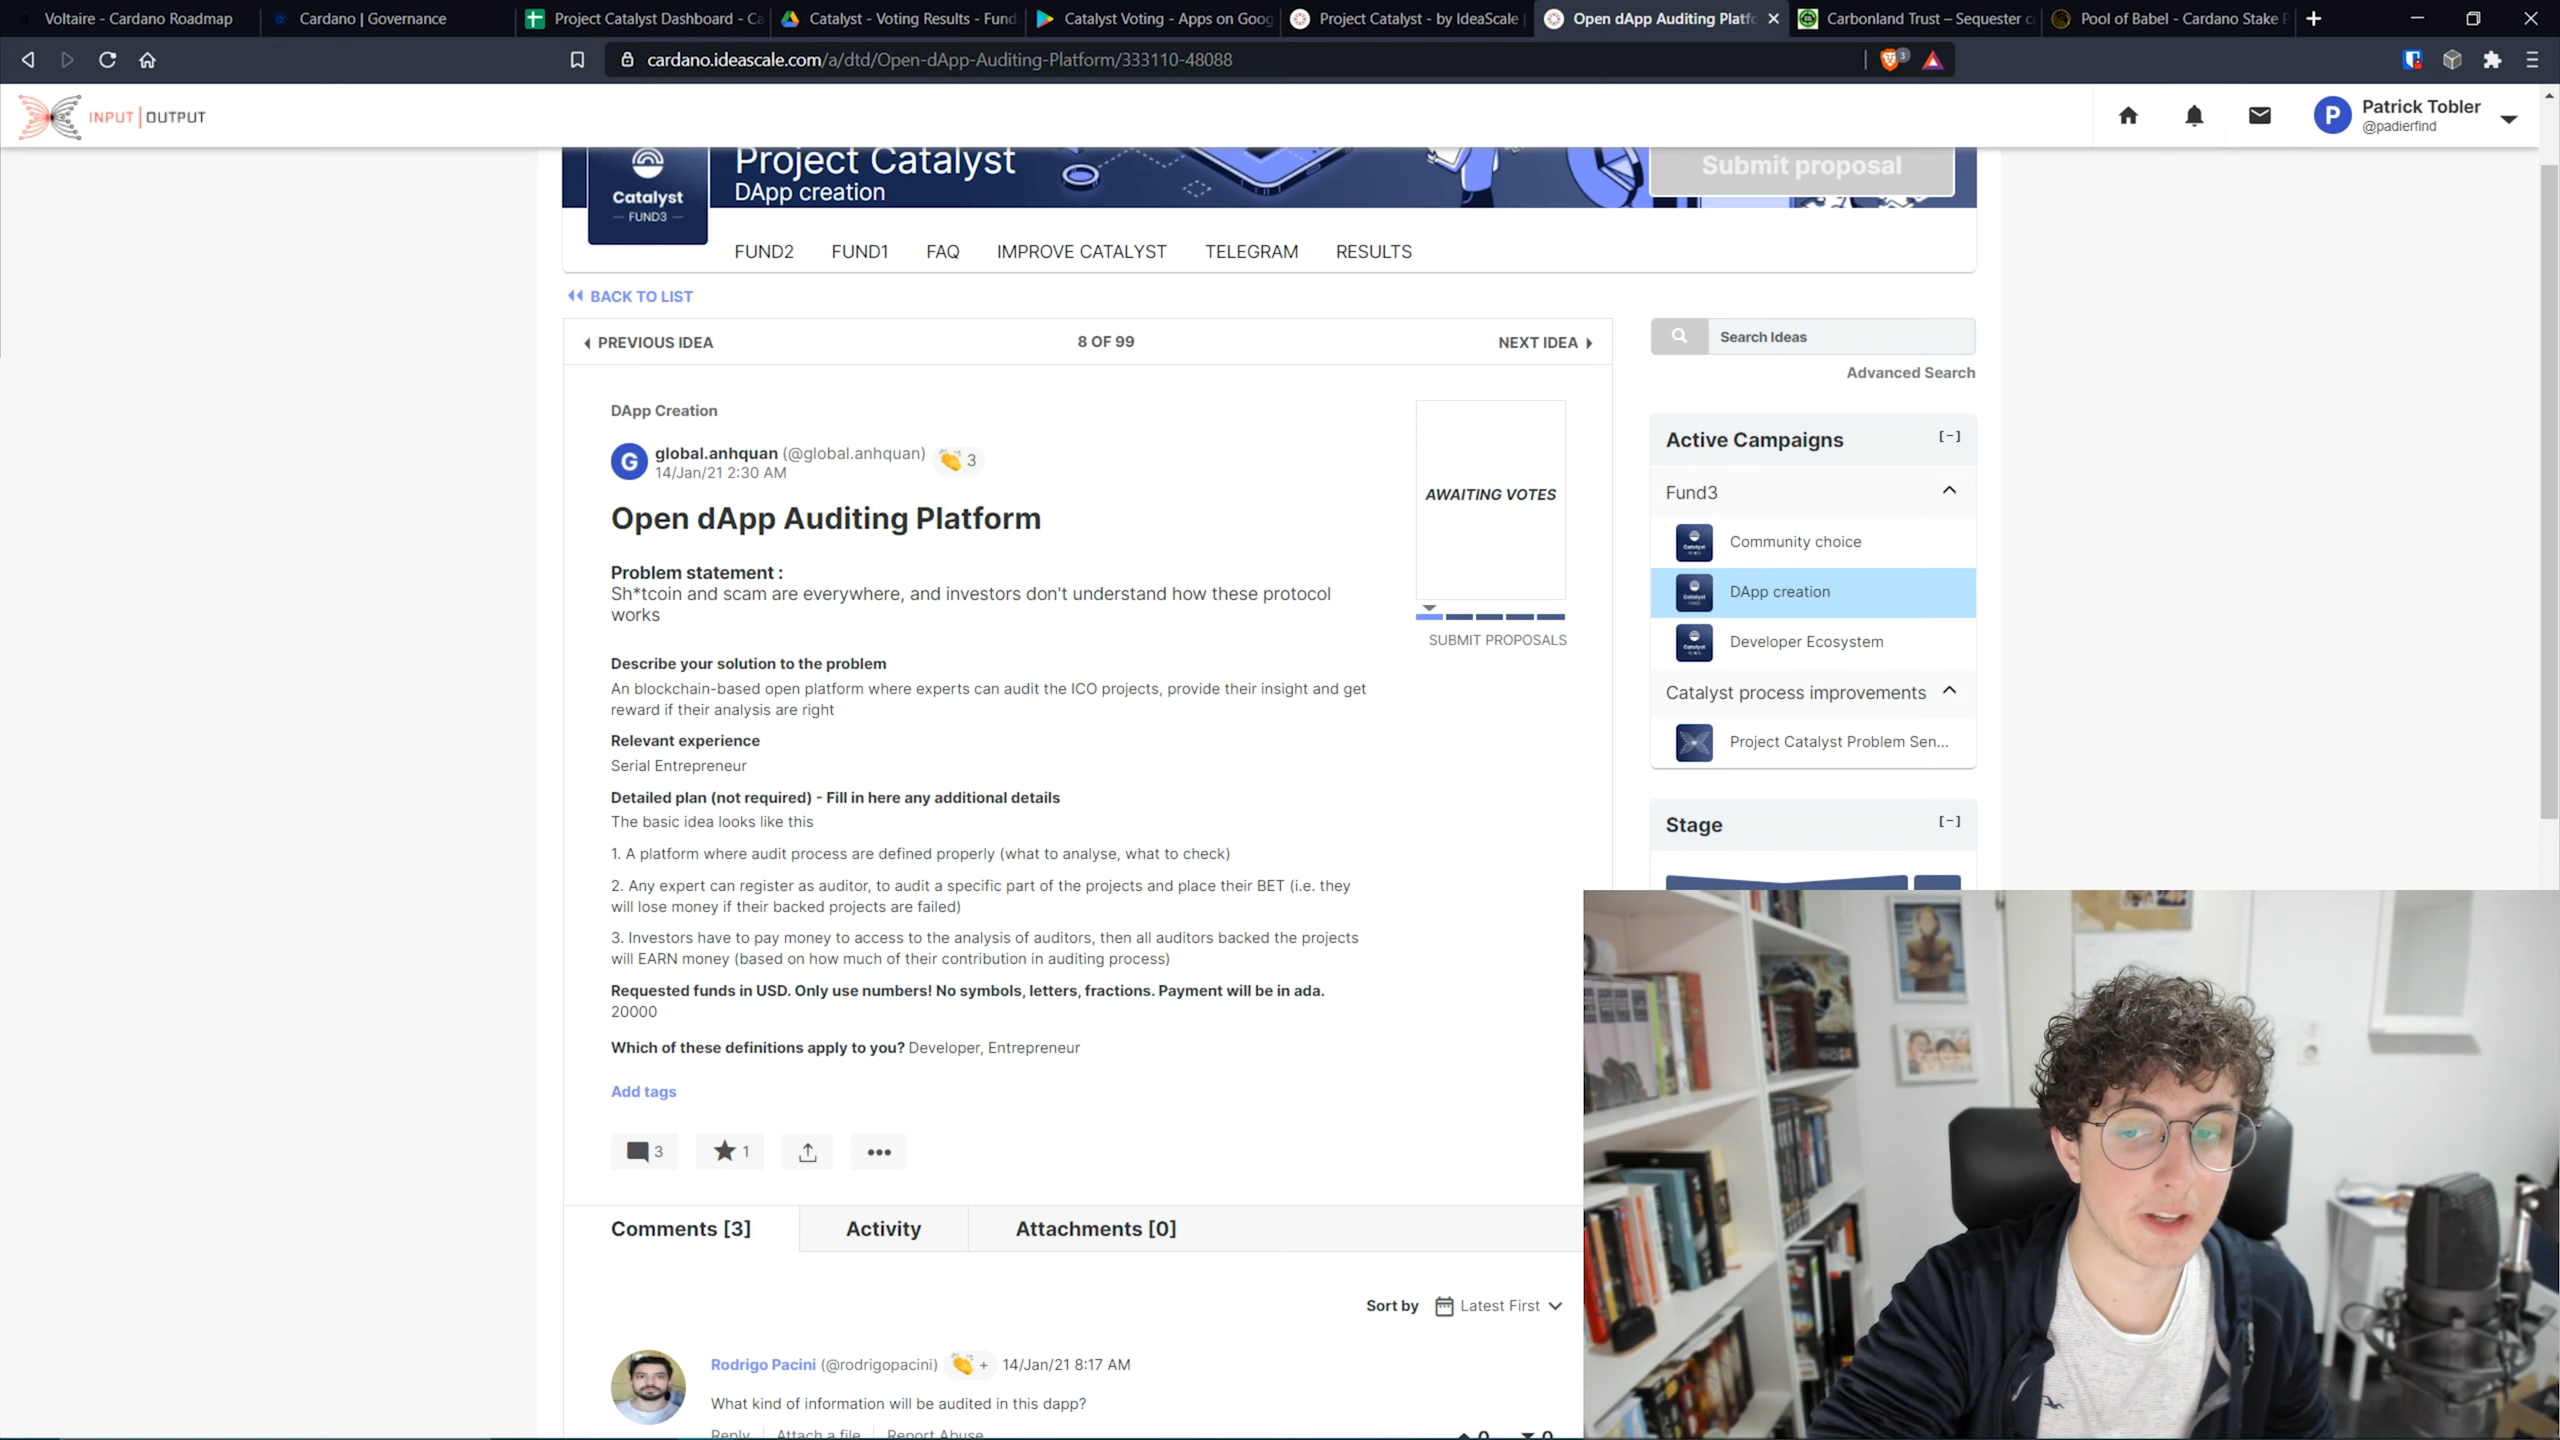 Voltaire - Cardano Roadmap
Cardano | Governance
Project Catalyst Dashboard - Ca
Catalyst - Voting Results - Fund
Catalyst Voting - Apps on Goog
Project Catalyst - by IdeaScale
Open dApp Auditing Platfo
Carbonland Trust – Sequester c
Pool of Babel - Cardano Stake P
cardano.ideascale.com/a/dtd/Open-dApp-Auditing-Platform/333110-48088
3
INPUT | OUTPUT
P
Patrick Tobler
@padierfind
Catalyst
— FUND3 —
Project Catalyst
DApp creation
Submit proposal
FUND2 FUND1 FAQ IMPROVE CATALYST TELEGRAM RESULTS
BACK TO LIST
PREVIOUS IDEA 8 OF 99 NEXT IDEA
DApp Creation
G
global.anhquan (@global.anhquan) 3
14/Jan/21 2:30 AM
Open dApp Auditing Platform
Problem statement :
Sh*tcoin and scam are everywhere, and investors don't understand how these protocol
works
Describe your solution to the problem
An blockchain-based open platform where experts can audit the ICO projects, provide their insight and get
reward if their analysis are right
Relevant experience
Serial Entrepreneur
Detailed plan (not required) - Fill in here any additional details
The basic idea looks like this
1. A platform where audit process are defined properly (what to analyse, what to check)
2. Any expert can register as auditor, to audit a specific part of the projects and place their BET (i.e. they
will lose money if their backed projects are failed)
3. Investors have to pay money to access to the analysis of auditors, then all auditors backed the projects
will EARN money (based on how much of their contribution in auditing process)
Requested funds in USD. Only use numbers! No symbols, letters, fractions. Payment will be in ada.
20000
Which of these definitions apply to you? Developer, Entrepreneur
Add tags
3 1
AWAITING VOTES
SUBMIT PROPOSALS
Comments [3] Activity Attachments [0]
Sort by Latest First
Rodrigo Pacini (@rodrigopacini) + 14/Jan/21 8:17 AM
What kind of information will be audited in this dapp?
Reply Attach a file Report Abuse
0 0
Search Ideas
Advanced Search
Active Campaigns [-]
Fund3
Community choice
DApp creation
Developer Ecosystem
Catalyst process improvements
Project Catalyst Problem Sen...
Stage [-]